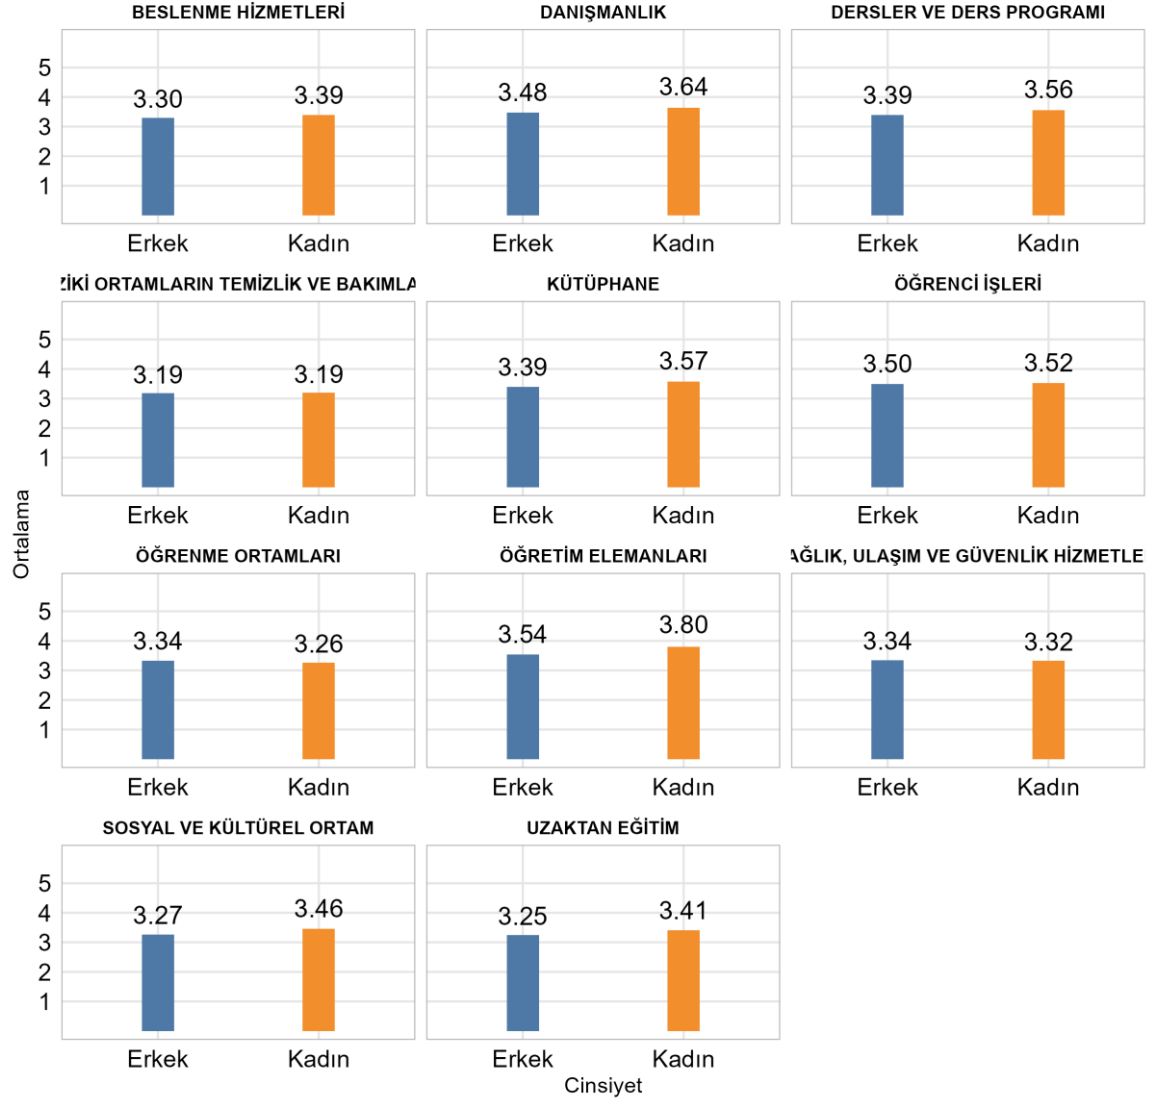 BESLENME HİZMETLERİ
DANIŞMANLIK
DERSLER VE DERS PROGRAMI
5
4
3
2
1
3.30
3.39
3.48
3.64
3.39
3.56
Erkek
Kadın
Erkek
Kadın
Erkek
Kadın
ZİKİ ORTAMLARIN TEMİZLİK VE BAKIMLA
KÜTÜPHANE
ÖĞRENCİ İŞLERİ
5
4
3
2
1
3.19
3.19
3.39
3.57
3.50
3.52
Erkek
Kadın
Erkek
Kadın
Erkek
Kadın
Ortalama
ÖĞRENME ORTAMLARI
ÖĞRETİM ELEMANLARI
AĞLIK, ULAŞIM VE GÜVENLİK HİZMETLE
5
4
3
2
1
3.34
3.26
3.54
3.80
3.34
3.32
Erkek
Kadın
Erkek
Kadın
Erkek
Kadın
SOSYAL VE KÜLTÜREL ORTAM
UZAKTAN EĞİTİM
5
4
3
2
1
3.27
3.46
3.25
3.41
Erkek
Kadın
Erkek
Kadın
Cinsiyet